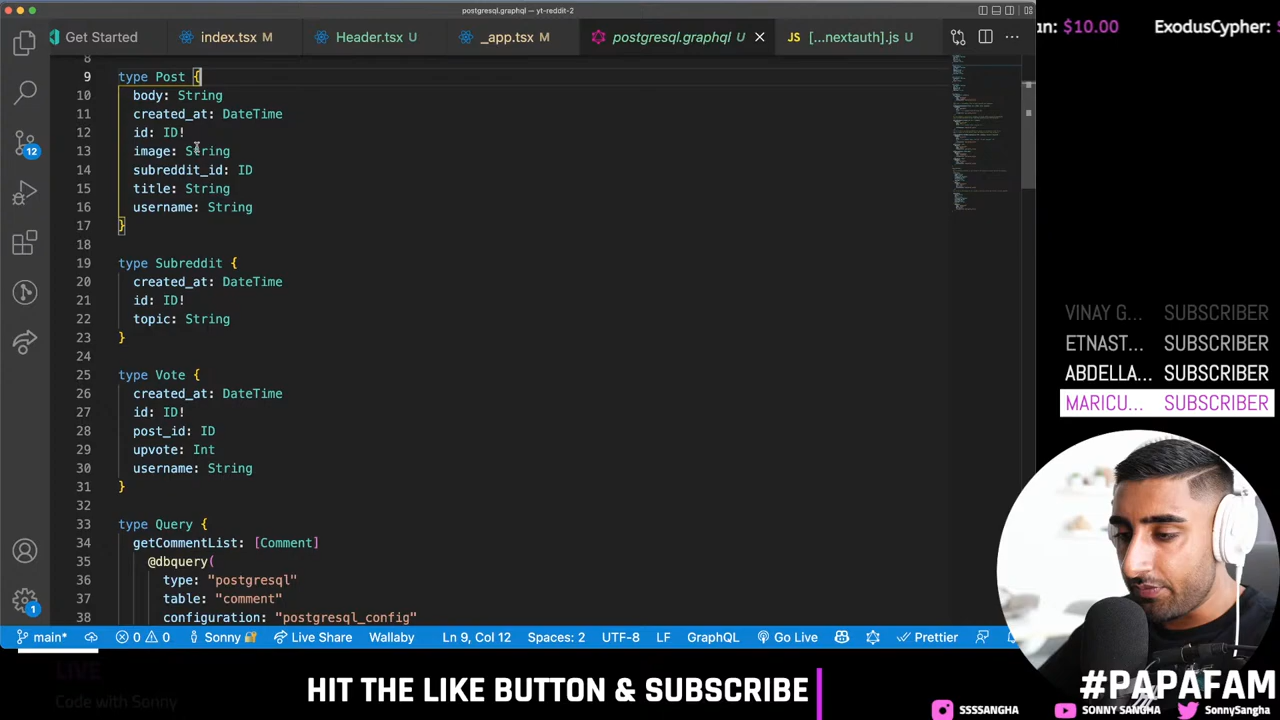 postgresql.graphql — yt-reddit-2
Get Started
index.tsx M
Header.tsx U
_app.tsx M
postgresql.graphql U
JS [...nextauth].js U
an: $10.00 ExodusCypher:
8
9 type Post {
10 body: String
11 created_at: DateTime
12 id: ID!
13 image: String
14 subreddit_id: ID
15 title: String
16 username: String
17 }
18
19 type Subreddit {
20 created_at: DateTime
21 id: ID!
22 topic: String
23 }
24
25 type Vote {
26 created_at: DateTime
27 id: ID!
28 post_id: ID
29 upvote: Int
30 username: String
31 }
32
33 type Query {
34 getCommentList: [Comment]
35 @dbquery(
36 type: "postgresql"
37 table: "comment"
38 configuration: "postgresql_config"
12
1
VINAY G... SUBSCRIBER
ETNAST... SUBSCRIBER
ABDELLA... SUBSCRIBER
MARICU... SUBSCRIBER
main* 0 0 Sonny Live Share Wallaby Ln 9, Col 12 Spaces: 2 UTF-8 LF GraphQL Go Live Prettier
LIVE
Code with Sonny
HIT THE LIKE BUTTON & SUBSCRIBE
#PAPAFAM
SSSSANGHA SONNY SANGHA SonnySangha